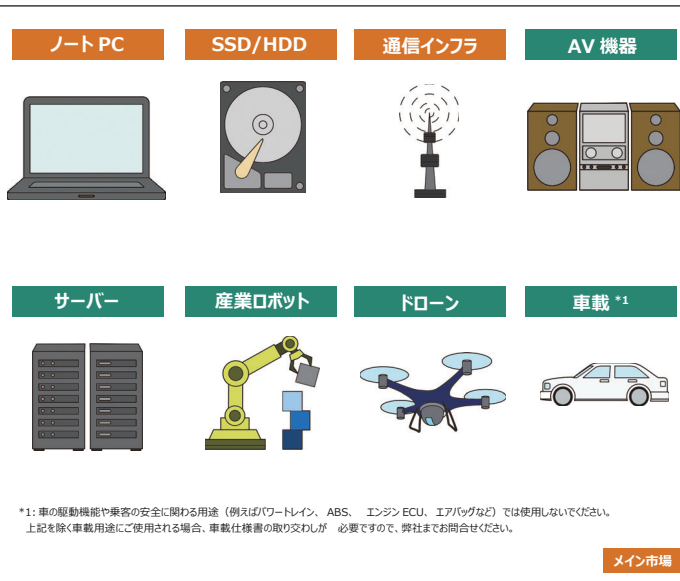 ノートPC
SSD/HDD
通信インフラ
AV 機器
サーバー
産業ロボット
ドローン
車載 *1
*1: 車の駆動機能や乗客の安全に関わる用途（例えばパワートレイン、ABS、 エンジン ECU、エアバッグなど）では使用しないでください。
上記を除く車載用途にご使用される場合、車載仕様書の取り交わしが 必要ですので、弊社までお問合せください。
メイン市場